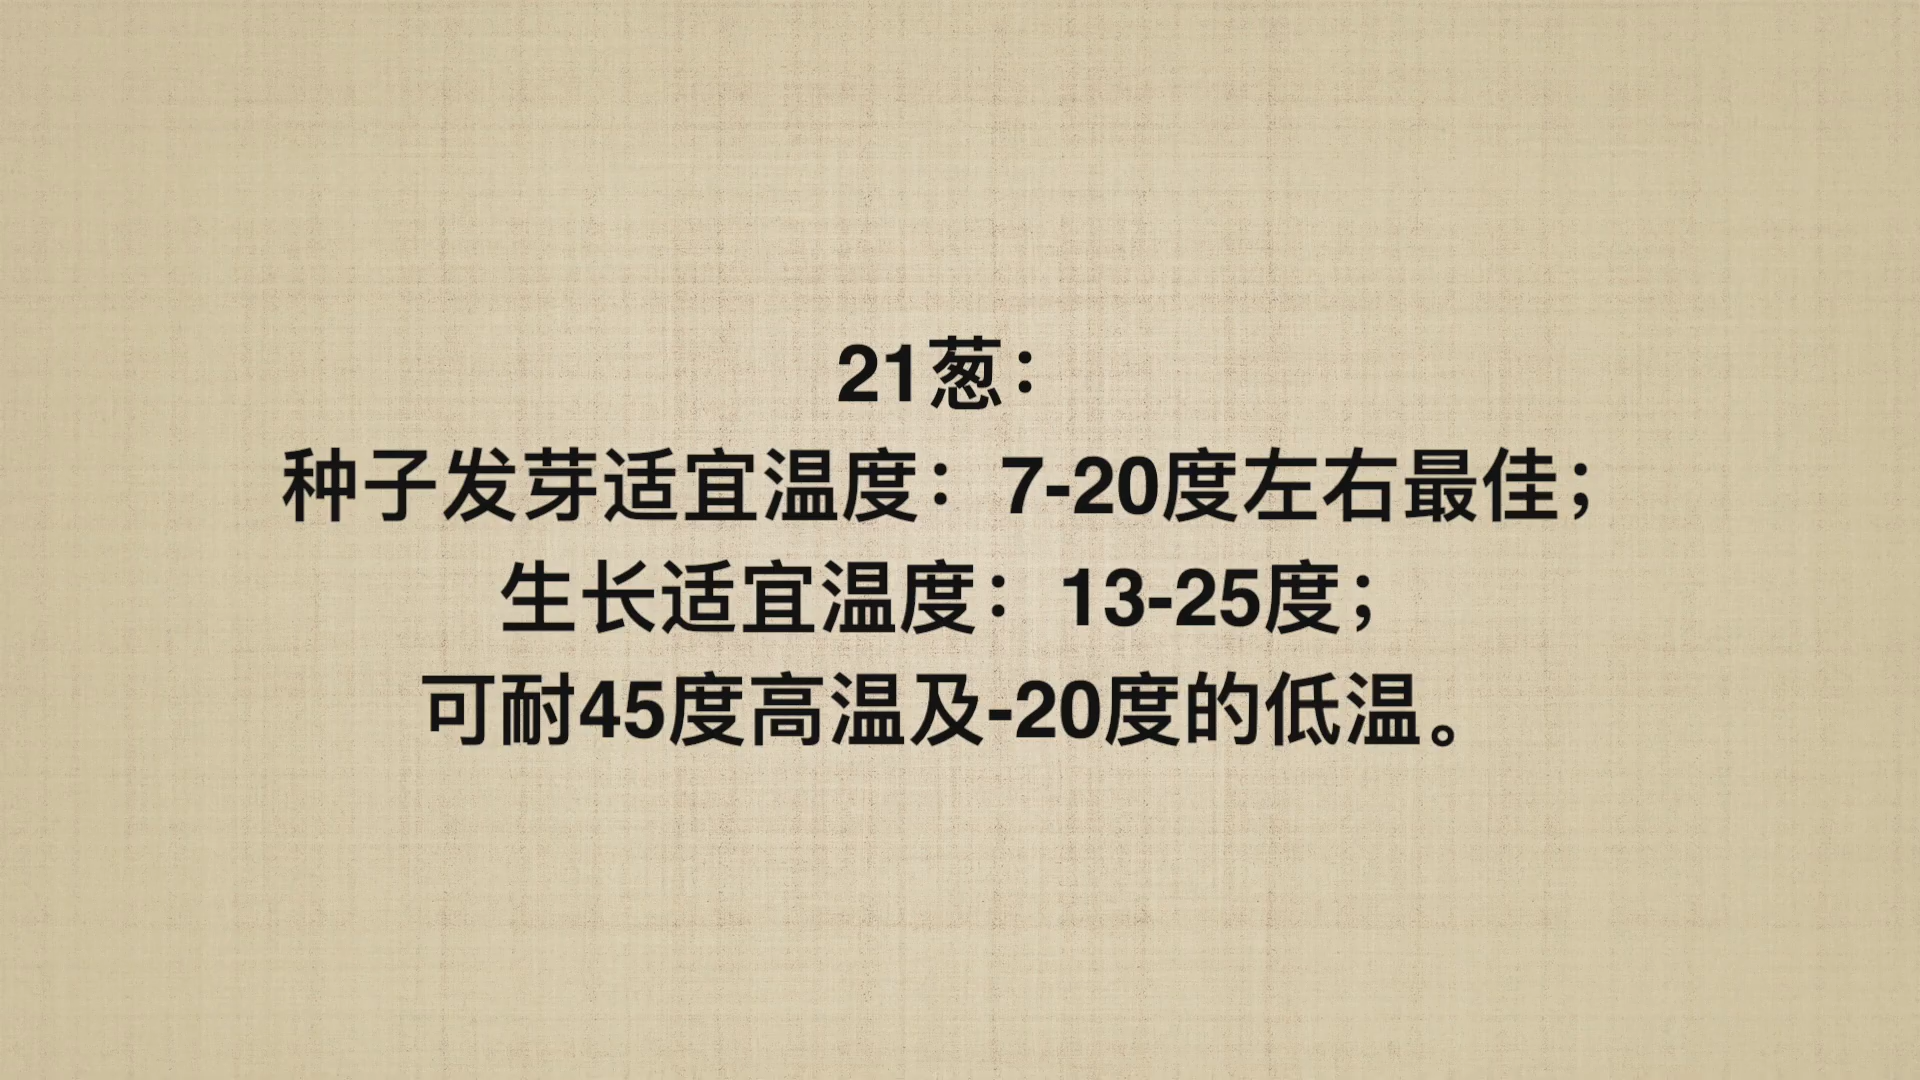 21葱：
种子发芽适宜温度：7-20度左右最佳；
生长适宜温度：13-25度；
可耐45度高温及-20度的低温。